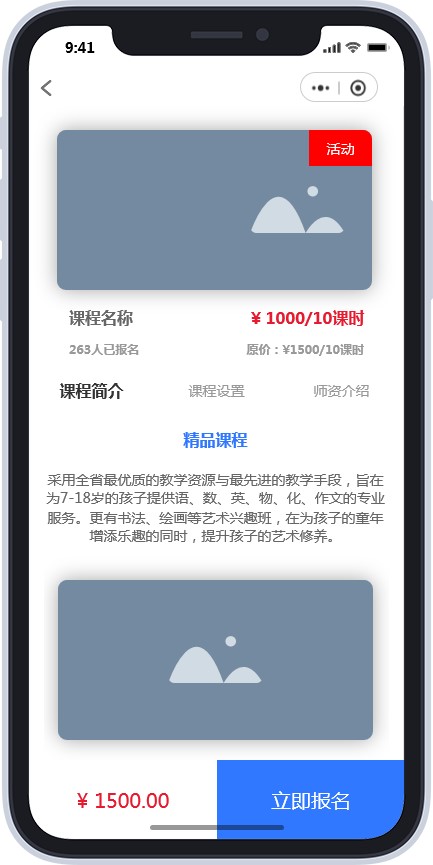 9:41
活动
课程名称
¥ 1000/10课时
263人已报名
原价：¥1500/10课时
课程简介
课程设置
师资介绍
精品课程
采用全省最优质的教学资源与最先进的教学手段，旨在
为7-18岁的孩子提供语、数、英、物、化、作文的专业
服务。更有书法、绘画等艺术兴趣班，在为孩子的童年
增添乐趣的同时，提升孩子的艺术修养。
¥ 1500.00
立即报名